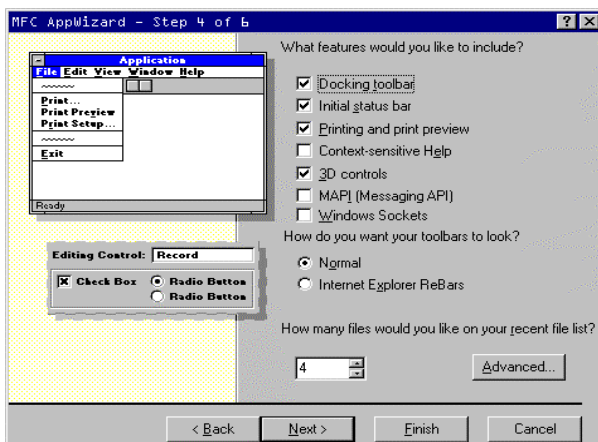 MFC AppWizard - Step 4 of 6
Application
File Edit View Window Help
Print...
Print Preview
Print Setup...
Exit
Ready
Editing Control: Record
Check Box
Radio Button
Radio Button
What features would you like to include?
Docking toolbar
Initial status bar
Printing and print preview
Context-sensitive Help
3D controls
MAPI (Messaging API)
Windows Sockets
How do you want your toolbars to look?
Normal
Internet Explorer ReBars
How many files would you like on your recent file list?
4
Advanced...
< Back Next > Finish Cancel